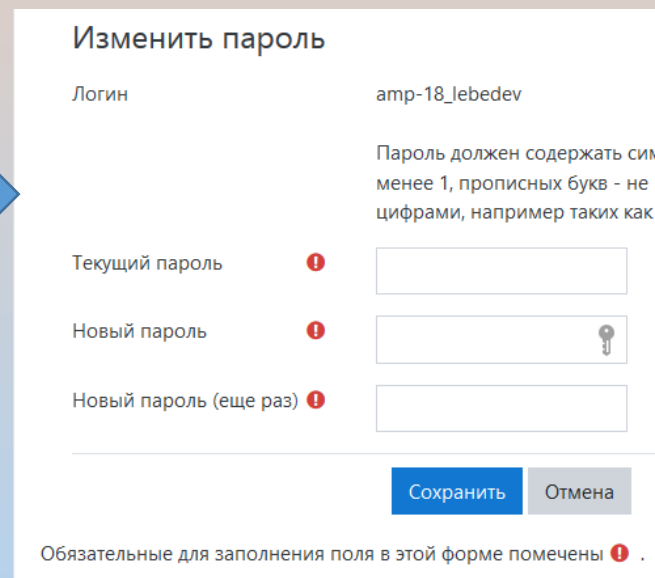 Изменить пароль
Логин amp-18_lebedev
Пароль должен содержать
менее 1, прописных букв - не
цифрами, например таких как
Текущий пароль
Новый пароль
Новый пароль (еще раз)
Сохранить Отмена
Обязательные для заполнения поля в этой форме помечены .